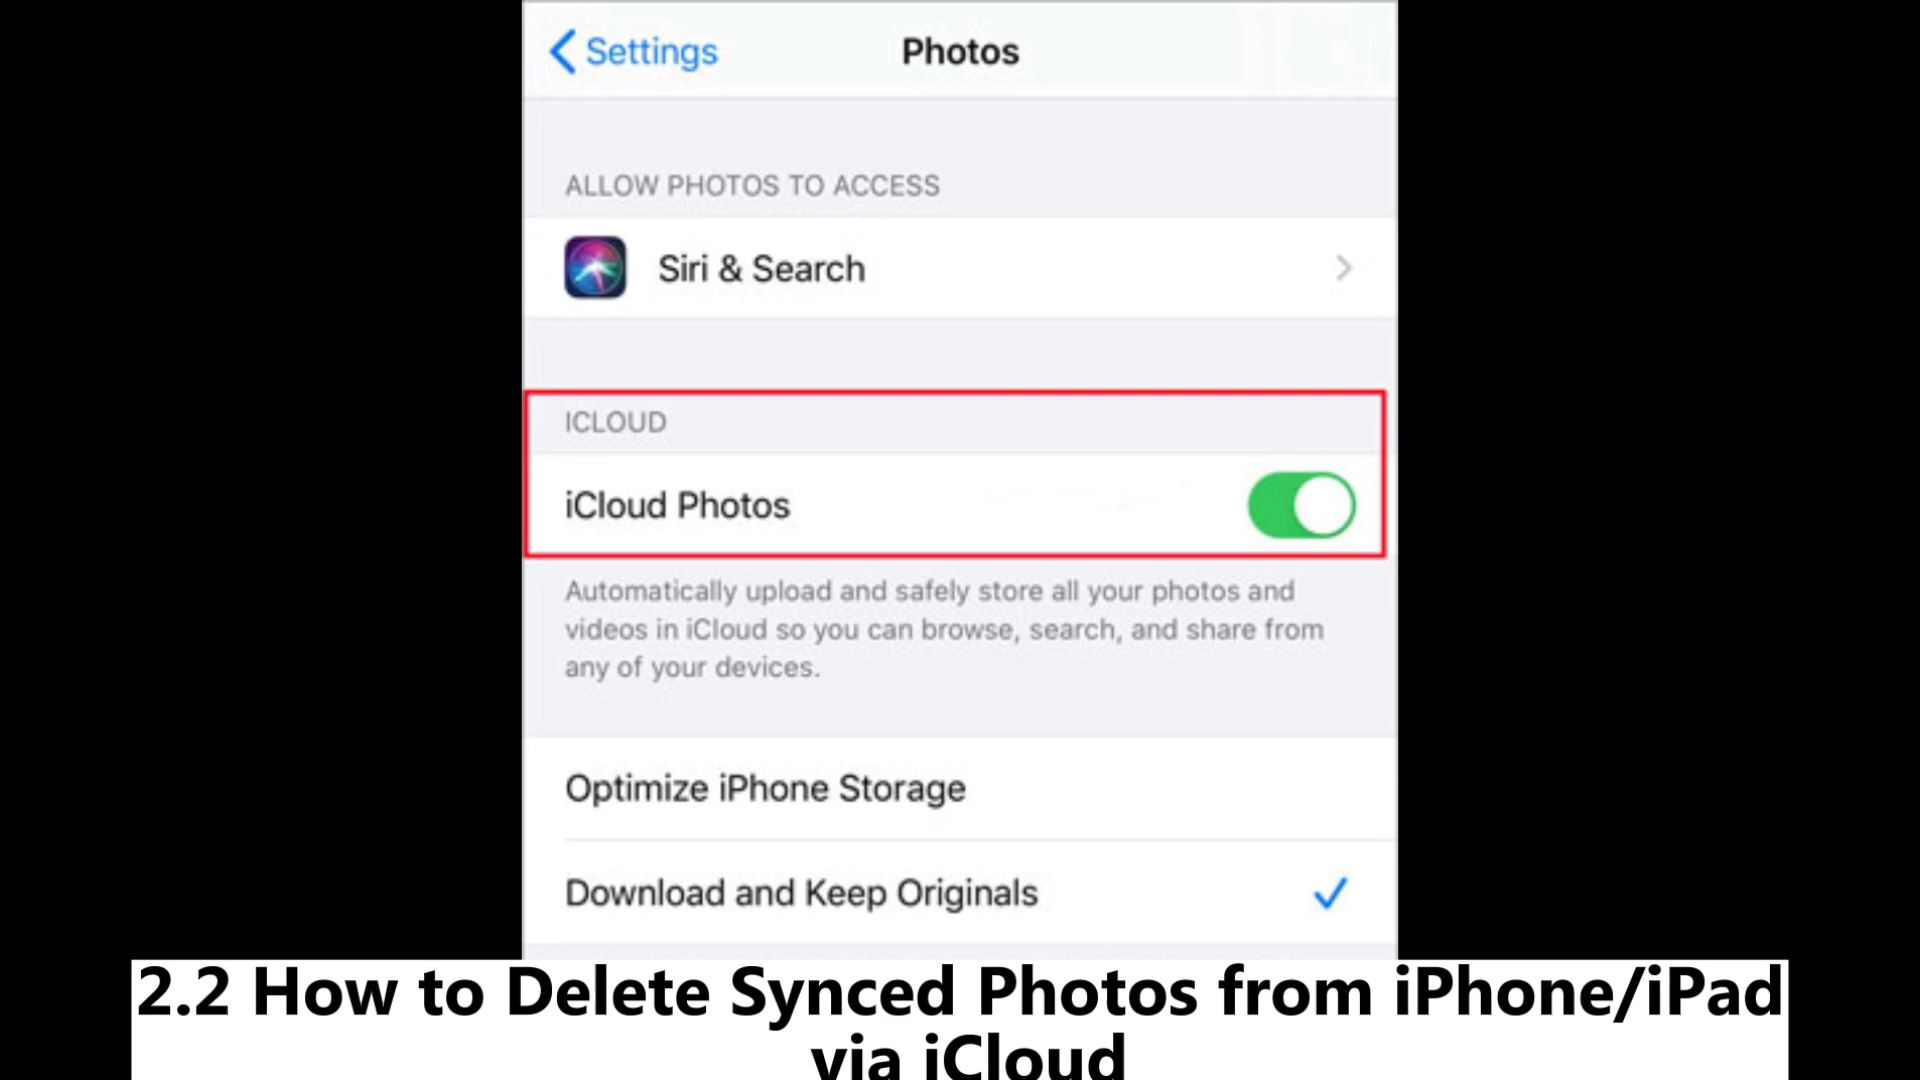 Settings
Photos
ALLOW PHOTOS TO ACCESS
Siri & Search
ICLOUD
iCloud Photos
Automatically upload and safely store all your photos and
videos in iCloud so you can browse, search, and share from
any of your devices.
Optimize iPhone Storage
Download and Keep Originals
2.2 How to Delete Synced Photos from iPhone/iPad
via iCloud